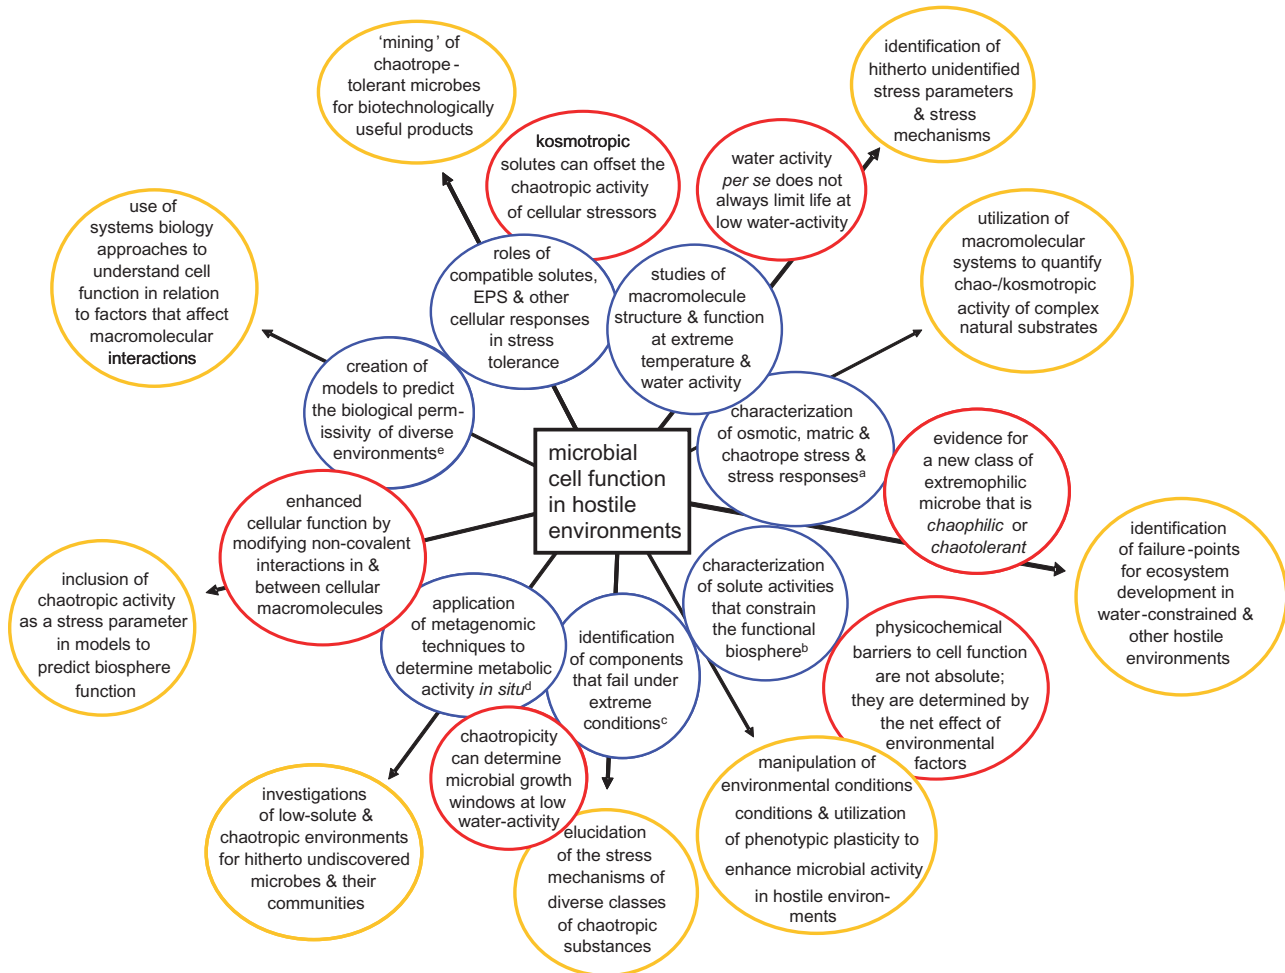 ‘mining’ of
chaotrope-
tolerant microbes
for biotechnologically
useful products
identification of
hitherto unidentified
stress parameters
& stress
mechanisms
kosmotropic
solutes can offset the
chaotropic activity
of cellular stressors
water activity
per se does not
always limit life at
low water-activity
use of
systems biology
approaches to
understand cell
function in relation
to factors that affect
macromolecular
interactions
utilization of
macromolecular
systems to quantify
chao-/kosmotropic
activity of complex
natural substrates
roles of
compatible solutes,
EPS & other
cellular responses
in stress
tolerance
studies of
macromolecule
structure & function
at extreme
temperature &
water activity
creation of
models to predict
the biological perm-
issivity of diverse
environmentsᵉ
characterization
of osmotic, matric &
chaotrope stress &
stress responsesᵃ
microbial
cell function
in hostile
environments
evidence for
a new class of
extremophilic
microbe that is
chaophilic or
chaotolerant
enhanced
cellular function by
modifying non-covalent
interactions in &
between cellular
macromolecules
identification
of failure-points
for ecosystem
development in
water-constrained &
other hostile
environments
characterization
of solute activities
that constrain
the functional
biosphereᵇ
inclusion of
chaotropic activity
as a stress parameter
in models to
predict biosphere
function
application
of metagenomic
techniques to
determine metabolic
activity in situᵈ
identification
of components
that fail under
extreme
conditionsᶜ
physicochemical
barriers to cell function
are not absolute;
they are determined by
the net effect of
environmental
factors
chaotropicity
can determine
microbial growth
windows at low
water-activity
manipulation of
environmental conditions
conditions & utilization
of phenotypic plasticity to
enhance microbial activity
in hostile environ-
ments
investigations
of low-solute &
chaotropic environments
for hitherto undiscovered
microbes & their
communities
elucidation
of the stress
mechanisms of
diverse classes
of chaotropic
substances